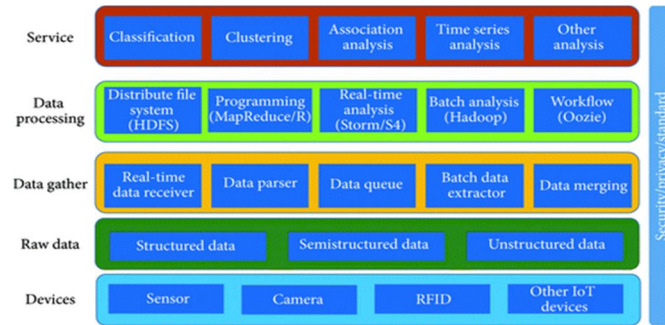 Service
Classification
Clustering
Association
analysis
Time series
analysis
Other
analysis
Data
processing
Distribute file
system
(HDFS)
Programming
(MapReduce/R)
Real-time
analysis
(Storm/S4)
Batch analysis
(Hadoop)
Workflow
(Oozie)
Data gather
Real-time
data receiver
Data parser
Data queue
Batch data
extractor
Data merging
Raw data
Structured data
Semistructured data
Unstructured data
Devices
Sensor
Camera
RFID
Other IoT
devices
Security/privacy/standard